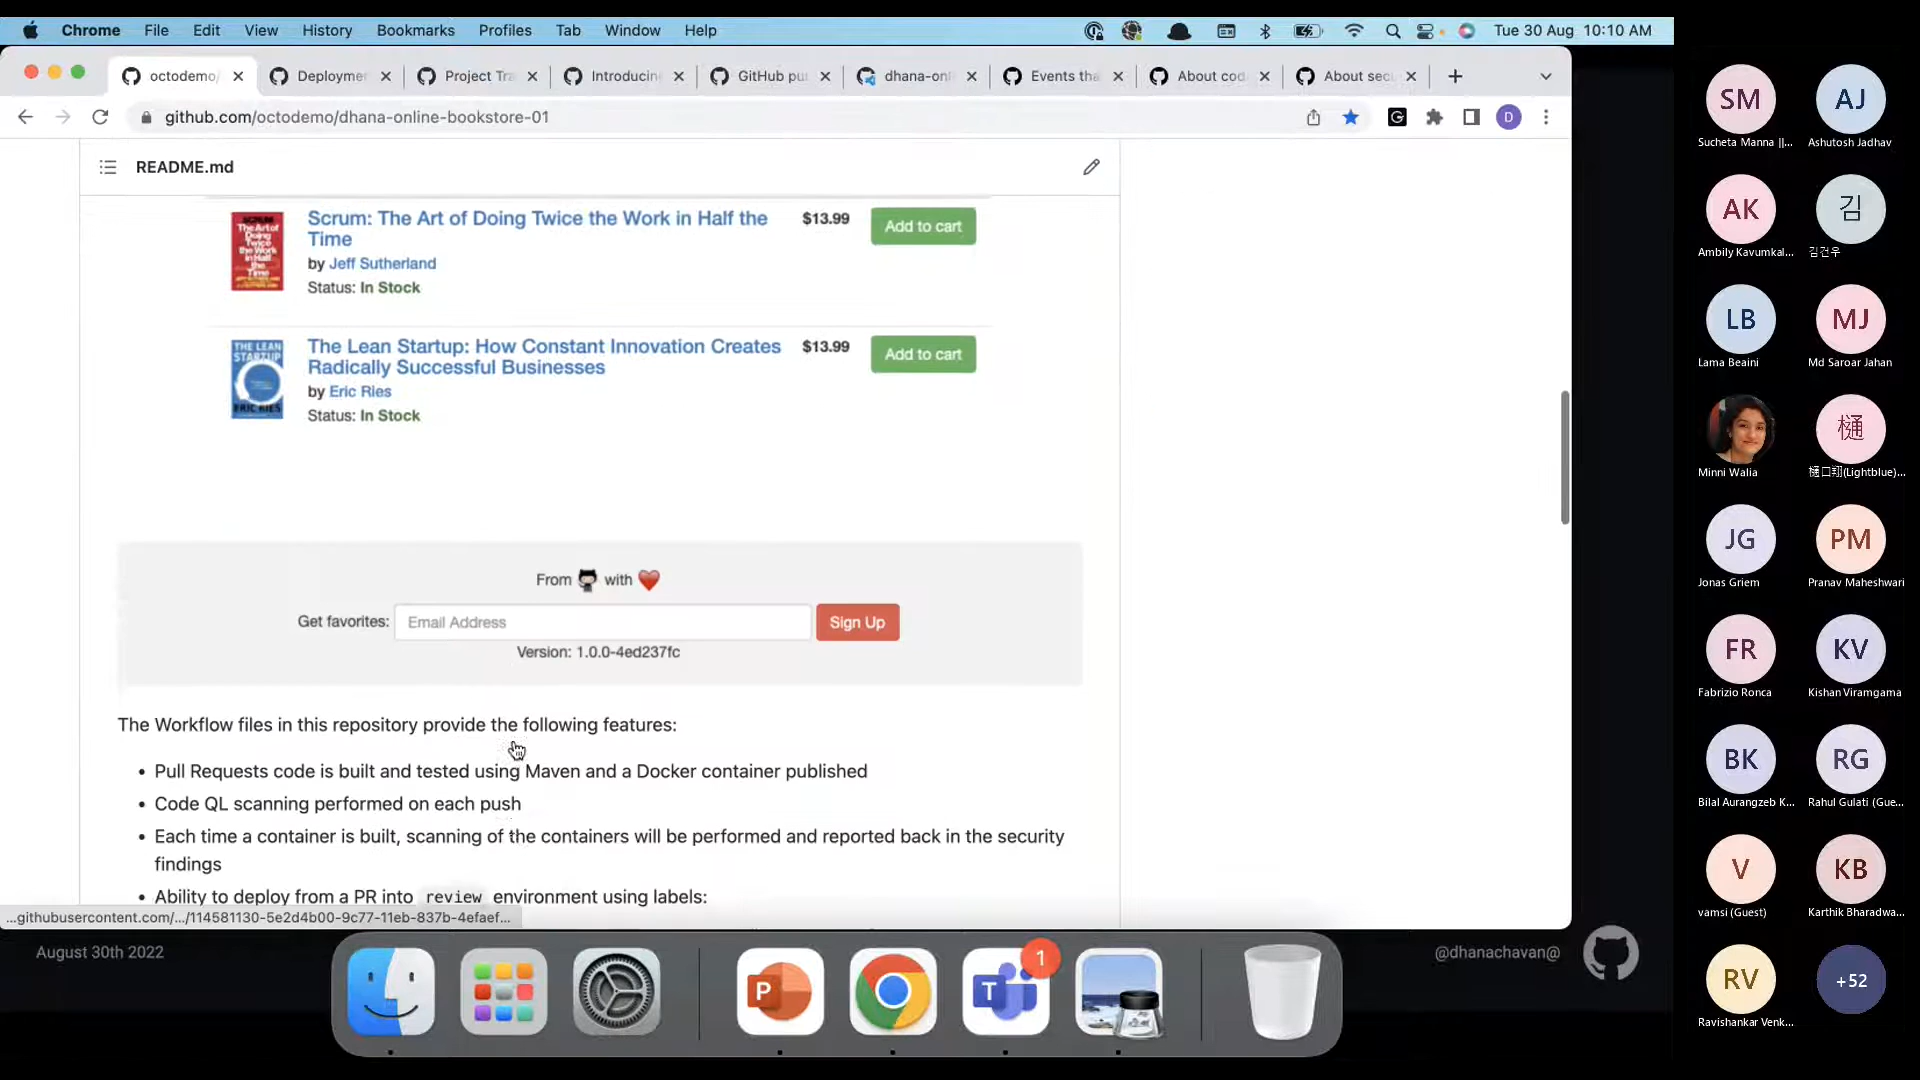 Chrome File Edit View History Bookmarks Profiles Tab Window Help Tue 30 Aug 10:10 AM
octodemo/ Deployme Project Tra Introducin GitHub pu dhana-onl Events tha About cod About sec
github.com/octodemo/dhana-online-bookstore-01
D
README.md
Scrum: The Art of Doing Twice the Work in Half the
Time
$13.99
Add to cart
by Jeff Sutherland
Status: In Stock
The Lean Startup: How Constant Innovation Creates
Radically Successful Businesses
$13.99
Add to cart
by Eric Ries
Status: In Stock
From with
Get favorites: Email Address Sign Up
Version: 1.0.0-4ed237fc
The Workflow files in this repository provide the following features:
• Pull Requests code is built and tested using Maven and a Docker container published
• Code QL scanning performed on each push
• Each time a container is built, scanning of the containers will be performed and reported back in the security
findings
• Ability to deploy from a PR into review environment using labels:
...githubusercontent.com/.../114581130-5e2d4b00-9c77-11eb-837b-4efaef...
August 30th 2022
@dhanachavan@
P
T
1
SM
Sucheta Manna ||...
AJ
Ashutosh Jadhav
AK
Ambily Kavumkal...
김
김건우
LB
Lama Beaini
MJ
Md Saroar Jahan
Minni Walia
樋
樋口翔(Lightblue)...
JG
Jonas Griem
PM
Pranav Maheshwari
FR
Fabrizio Ronca
KV
Kishan Viramgama
BK
Bilal Aurangzeb K...
RG
Rahul Gulati (Gue...
V
vamsi (Guest)
KB
Karthik Bharadwa...
RV
Ravishankar Venk...
+52